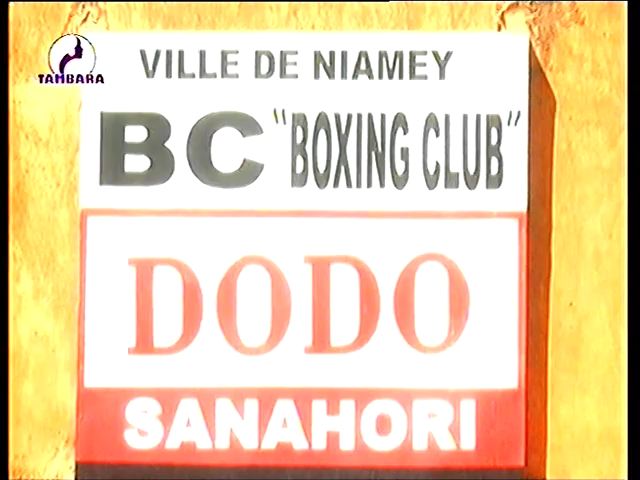 TAMBARA
VILLE DE NIAMEY
BC "BOXING CLUB"
DODO
SANAHORI